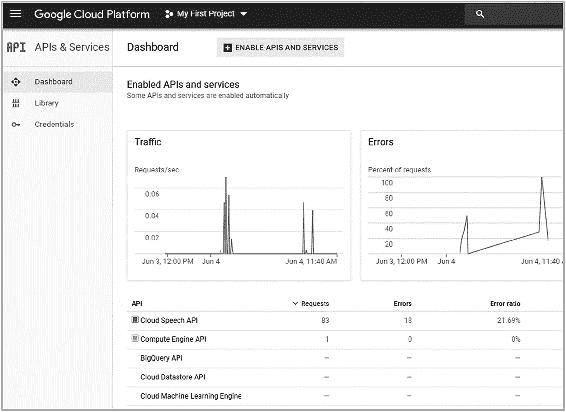 Google Cloud Platform
My First Project
API APIs & Services
Dashboard
ENABLE APIS AND SERVICES
Dashboard
Library
Credentials
Enabled APIs and services
Some APIs and services are enabled automatically
Traffic
Requests/sec
0.06
0.04
0.02
Jun 3, 12:00 PM Jun 4 Jun 4, 11:40 AM
Errors
Percent of requests
100
80
60
40
20
Jun 3, 12:00 PM Jun 4 Jun 4, 11:40 A
API Requests Errors Error ratio
Cloud Speech API 83 18 21.69%
Compute Engine API 1 0 0%
BigQuery API — — —
Cloud Datastore API — — —
Cloud Machine Learning Engine — — —